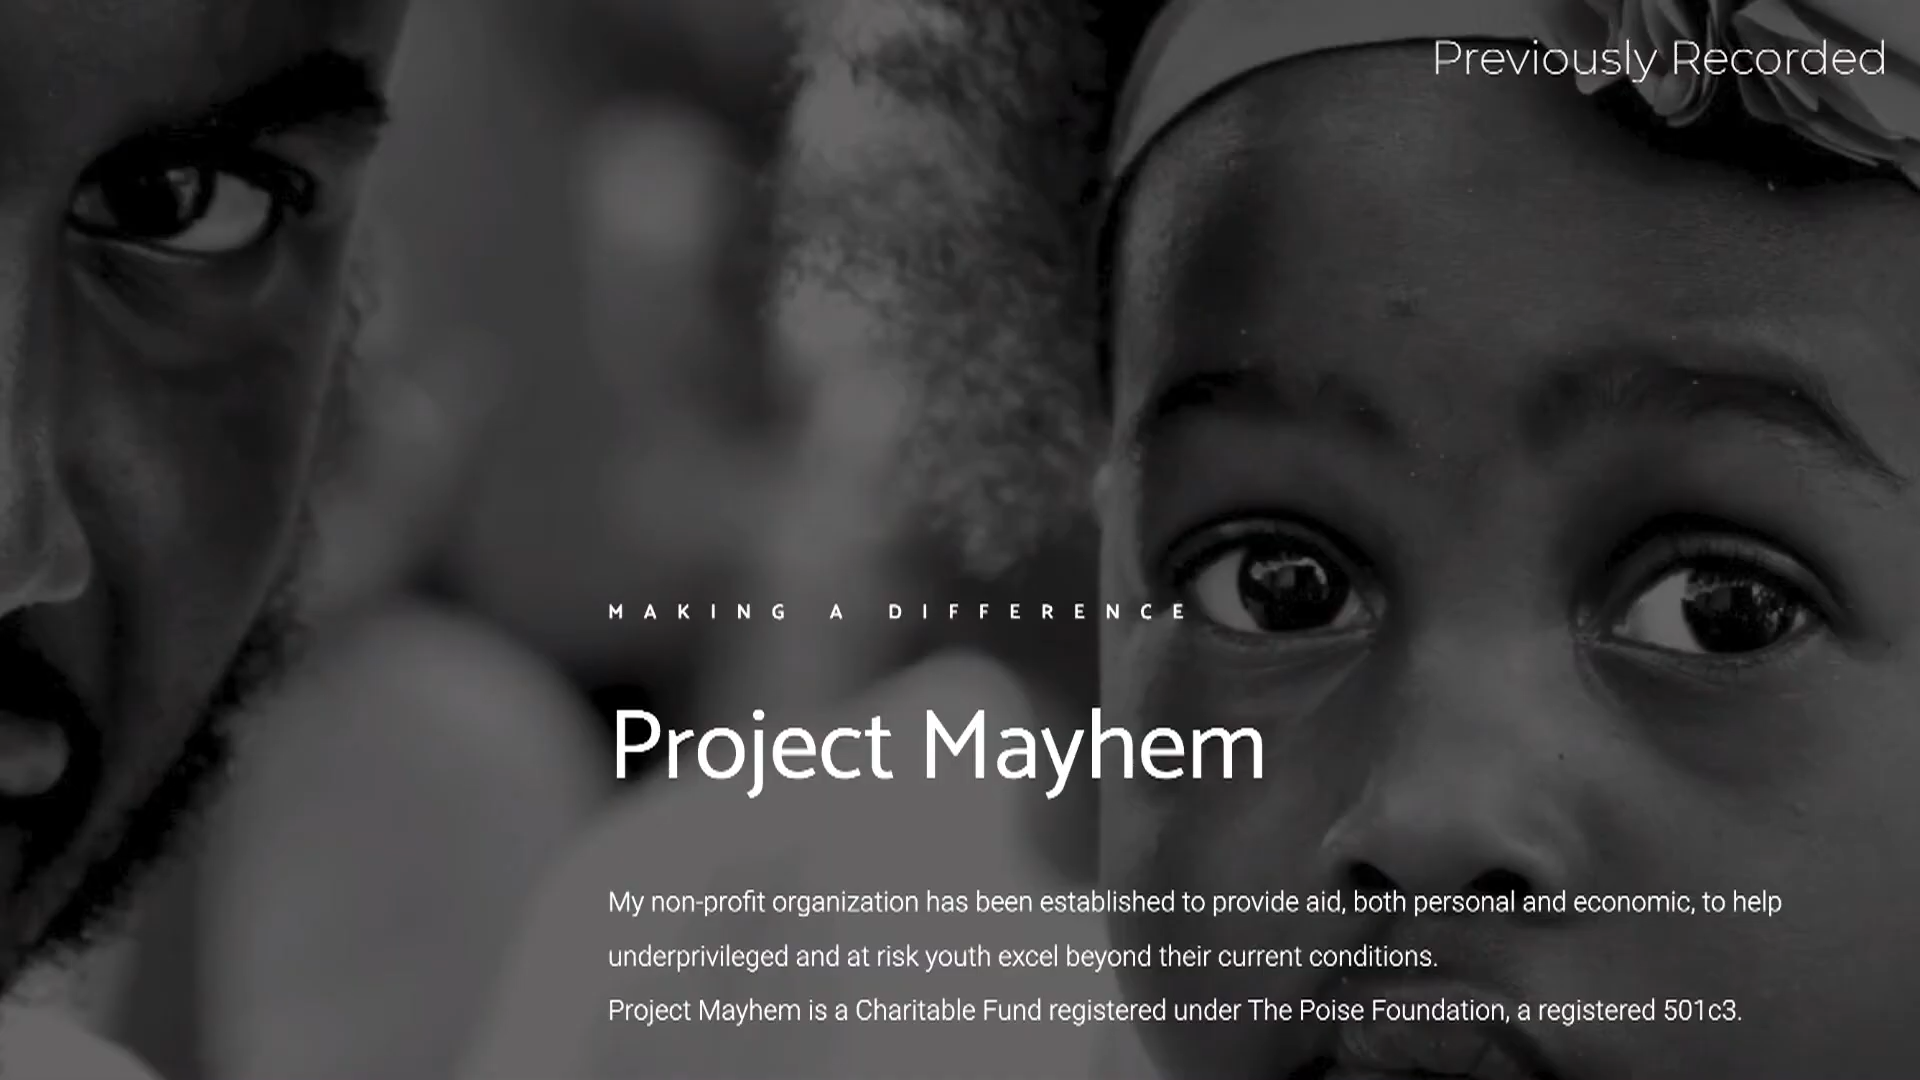 Previously Recorded
MAKING A DIFFERENCE
Project Mayhem
My non-profit organization has been established to provide aid, both personal and economic, to help
underprivileged and at risk youth excel beyond their current conditions.
Project Mayhem is a Charitable Fund registered under The Poise Foundation, a registered 501c3.